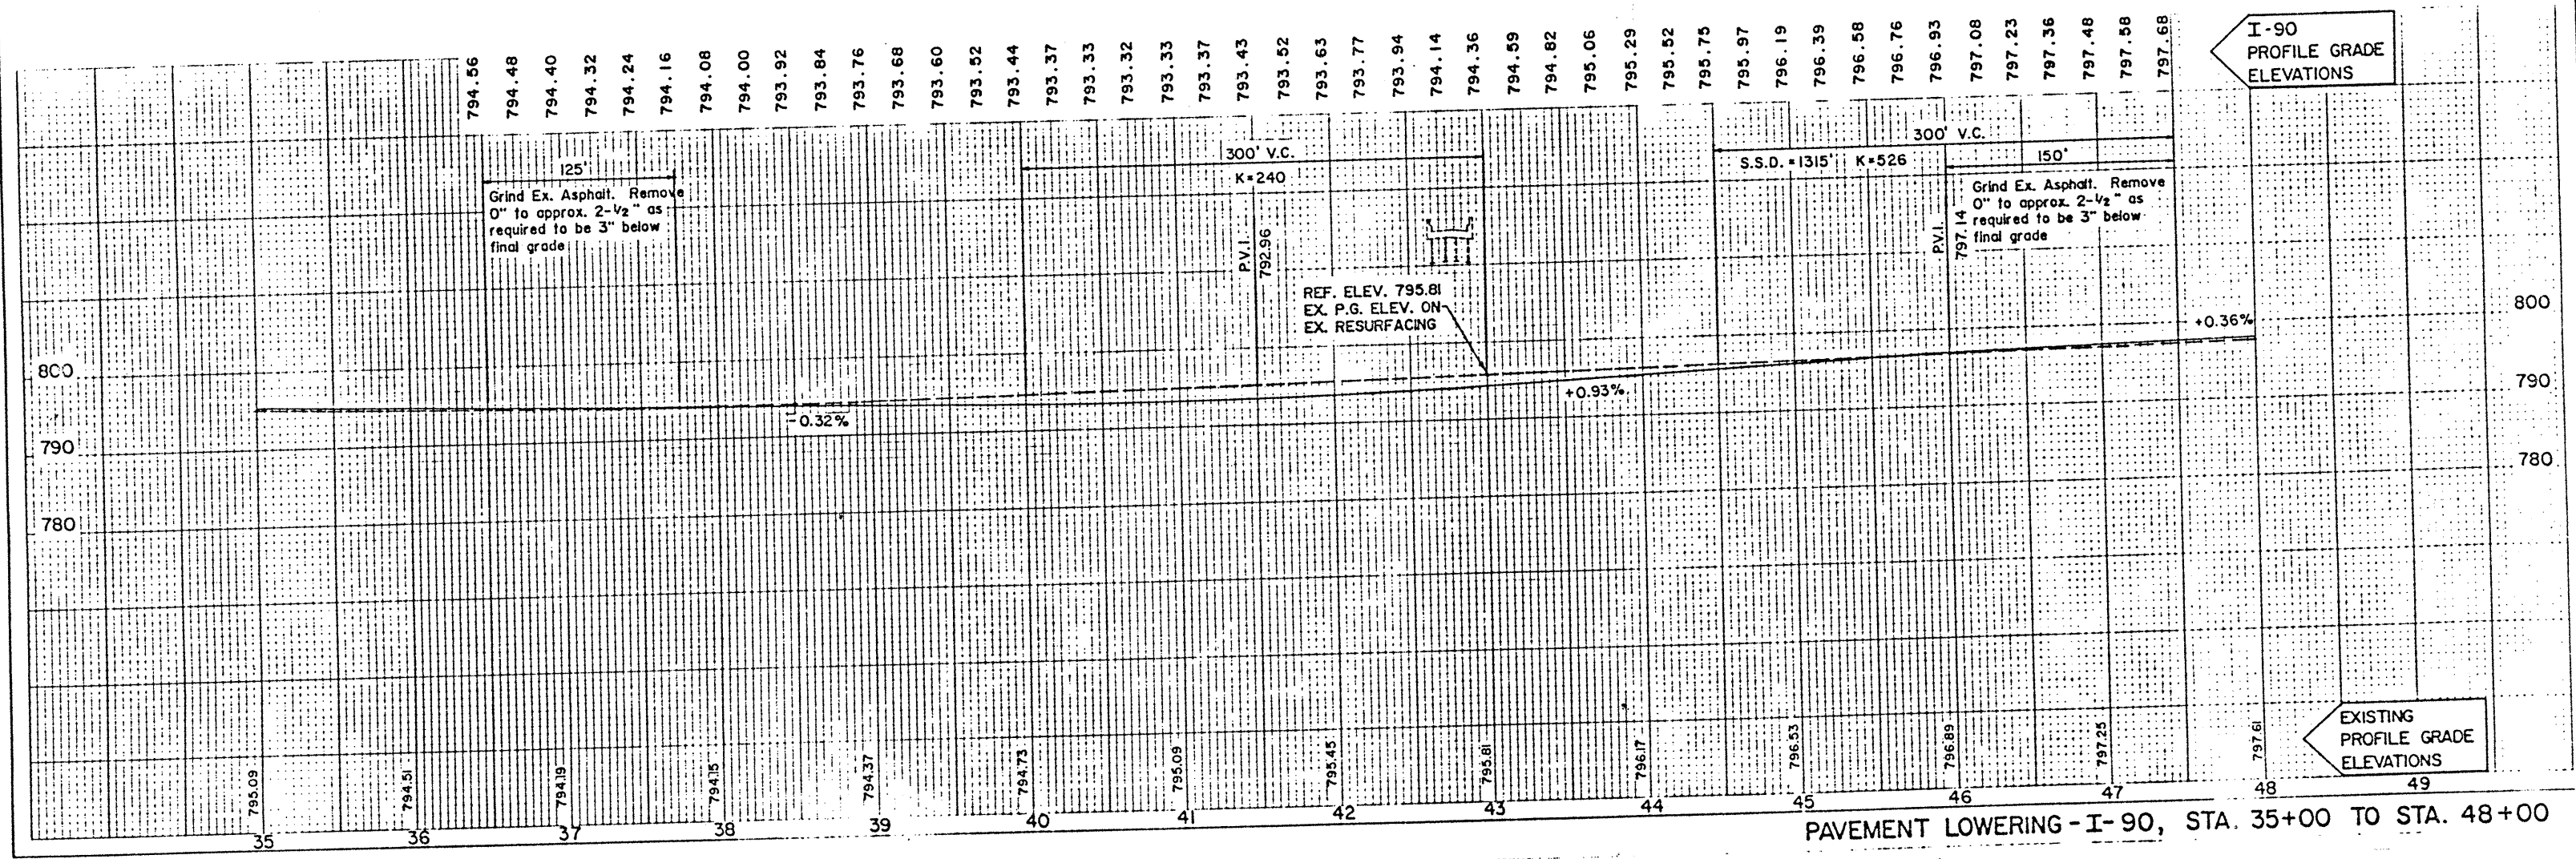 794.56 794.48 794.40 794.32 794.24 794.16 794.08 794.00 793.92 793.84 793.76 793.68 793.60 793.52 793.44 793.37 793.33 793.32 793.33 793.37 793.43 793.52 793.63 793.77 793.94 794.14 794.36 794.59 794.82 795.06 795.29 795.52 795.75 795.97 796.19 796.39 796.58 796.76 796.93 797.08 797.23 797.36 797.48 797.58 797.68
I-90
PROFILE GRADE
ELEVATIONS
125'
Grind Ex. Asphalt. Remove
0" to approx. 2-1/2" as
required to be 3" below
final grade
300' V.C.
K=240
P.V.I.
792.96
REF. ELEV. 795.81
EX. P.G. ELEV. ON
EX. RESURFACING
300' V.C.
S.S.D. = 1315' K=526
150'
P.V.I.
797.14
Grind Ex. Asphalt. Remove
0" to approx. 2-1/2" as
required to be 3" below
final grade
-0.32%
+0.93%
+0.36%
800
790
780
800
790
780
795.09 794.51 794.19 794.15 794.37 794.73 795.09 795.45 795.81 796.17 796.53 796.89 797.25 797.61
EXISTING
PROFILE GRADE
ELEVATIONS
35 36 37 38 39 40 41 42 43 44 45 46 47 48 49
PAVEMENT LOWERING - I-90, STA. 35+00 TO STA. 48+00